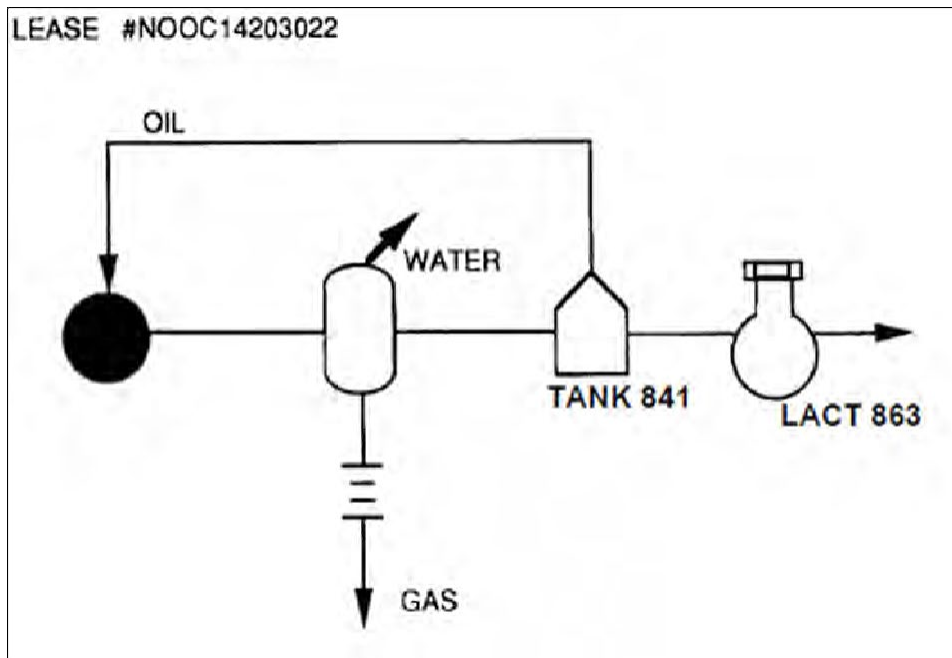 LEASE #NOOC14203022
OIL
WATER
TANK 841
LACT 863
GAS